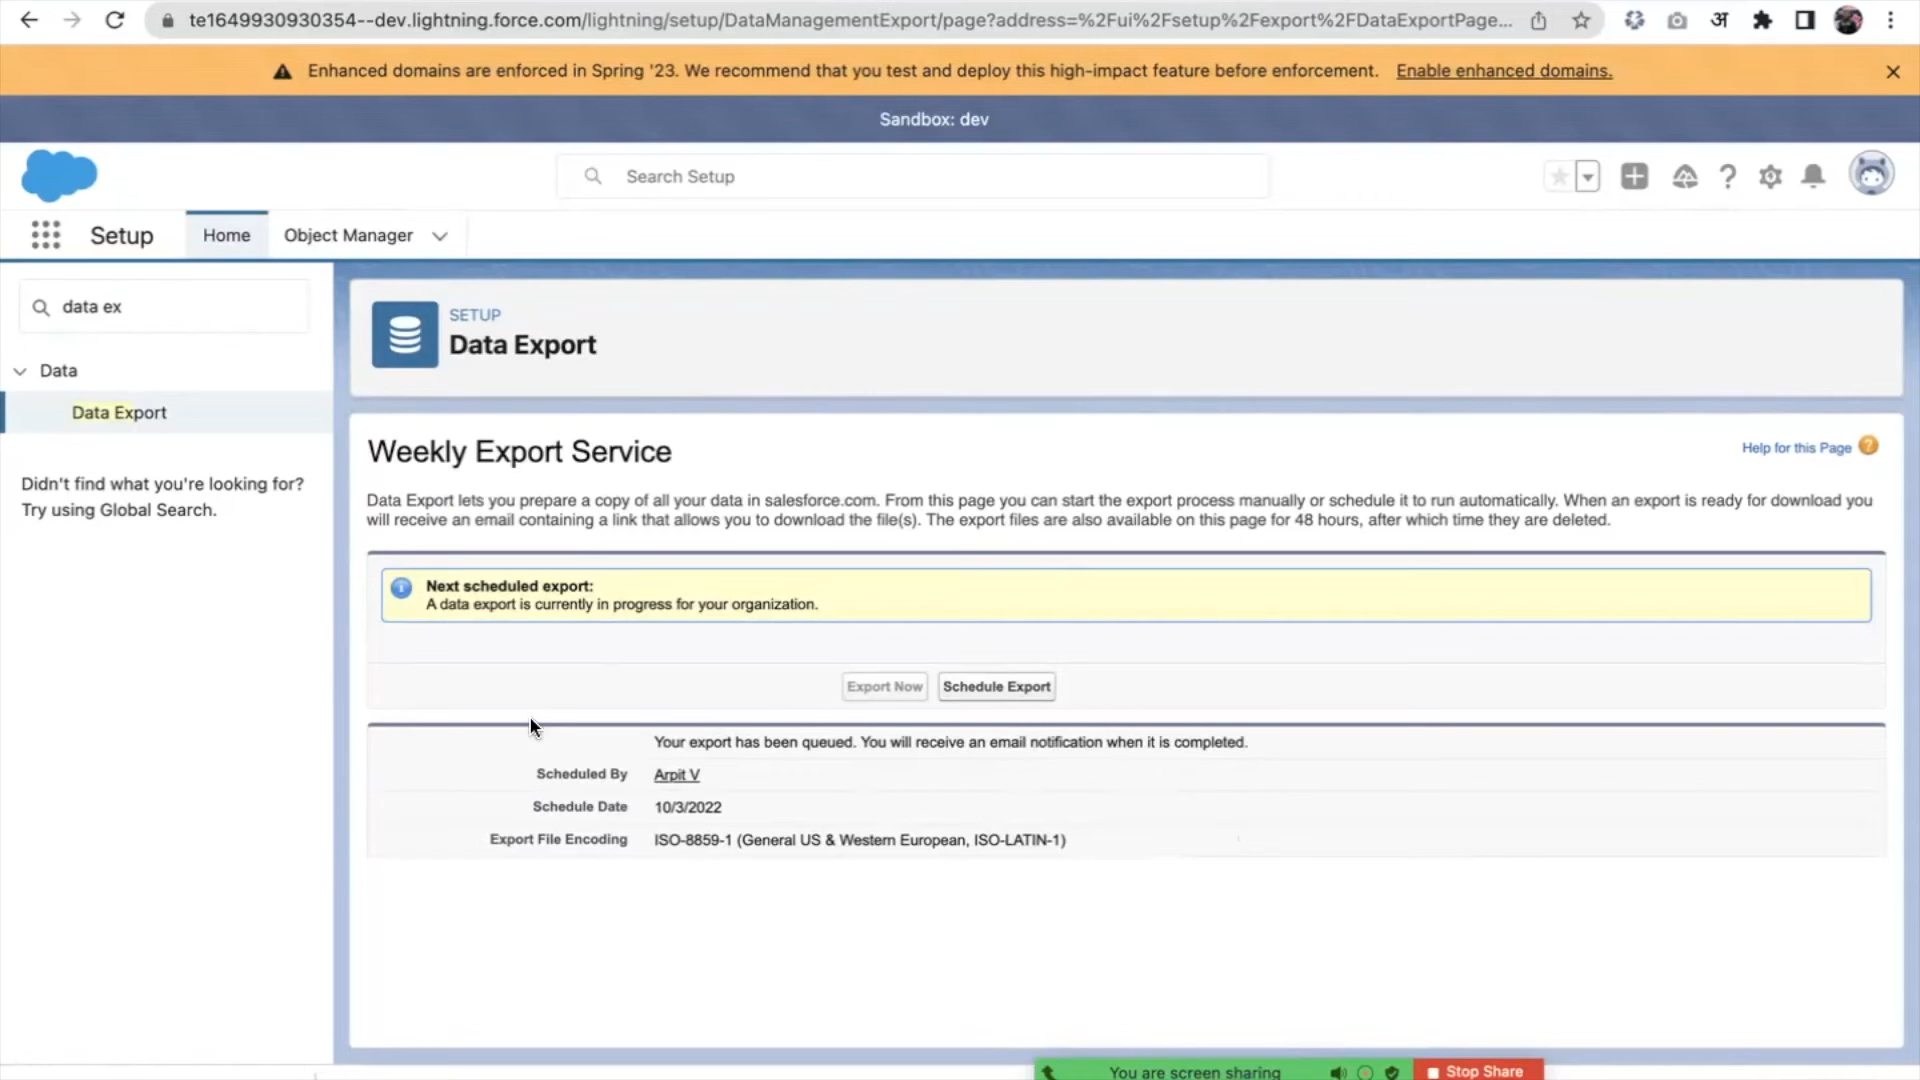 te1649930930354--dev.lightning.force.com/lightning/setup/DataManagementExport/page?address=%2Fui%2Fsetup%2Fexport%2FDataExportPage...
अ
Enhanced domains are enforced in Spring '23. We recommend that you test and deploy this high-impact feature before enforcement. Enable enhanced domains.
Sandbox: dev
Search Setup
Setup Home Object Manager
data ex
Data
Data Export
Didn't find what you're looking for?
Try using Global Search.
SETUP
Data Export
Weekly Export Service
Help for this Page
Data Export lets you prepare a copy of all your data in salesforce.com. From this page you can start the export process manually or schedule it to run automatically. When an export is ready for download you
will receive an email containing a link that allows you to download the file(s). The export files are also available on this page for 48 hours, after which time they are deleted.
Next scheduled export:
A data export is currently in progress for your organization.
Export Now Schedule Export
Your export has been queued. You will receive an email notification when it is completed.
Scheduled By Arpit V
Schedule Date 10/3/2022
Export File Encoding ISO-8859-1 (General US & Western European, ISO-LATIN-1)
You are screen sharing Stop Share